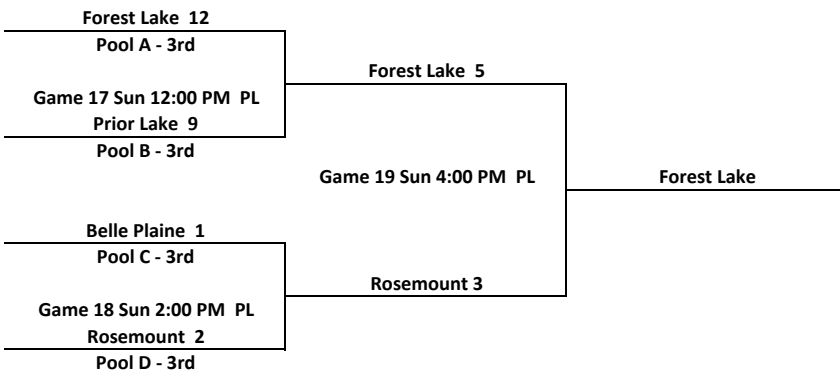 Forest Lake 12
Pool A - 3rd
Forest Lake 5
Game 17 Sun 12:00 PM PL
Prior Lake 9
Pool B - 3rd
Game 19 Sun 4:00 PM PL
Forest Lake
Belle Plaine 1
Pool C - 3rd
Rosemount 3
Game 18 Sun 2:00 PM PL
Rosemount 2
Pool D - 3rd